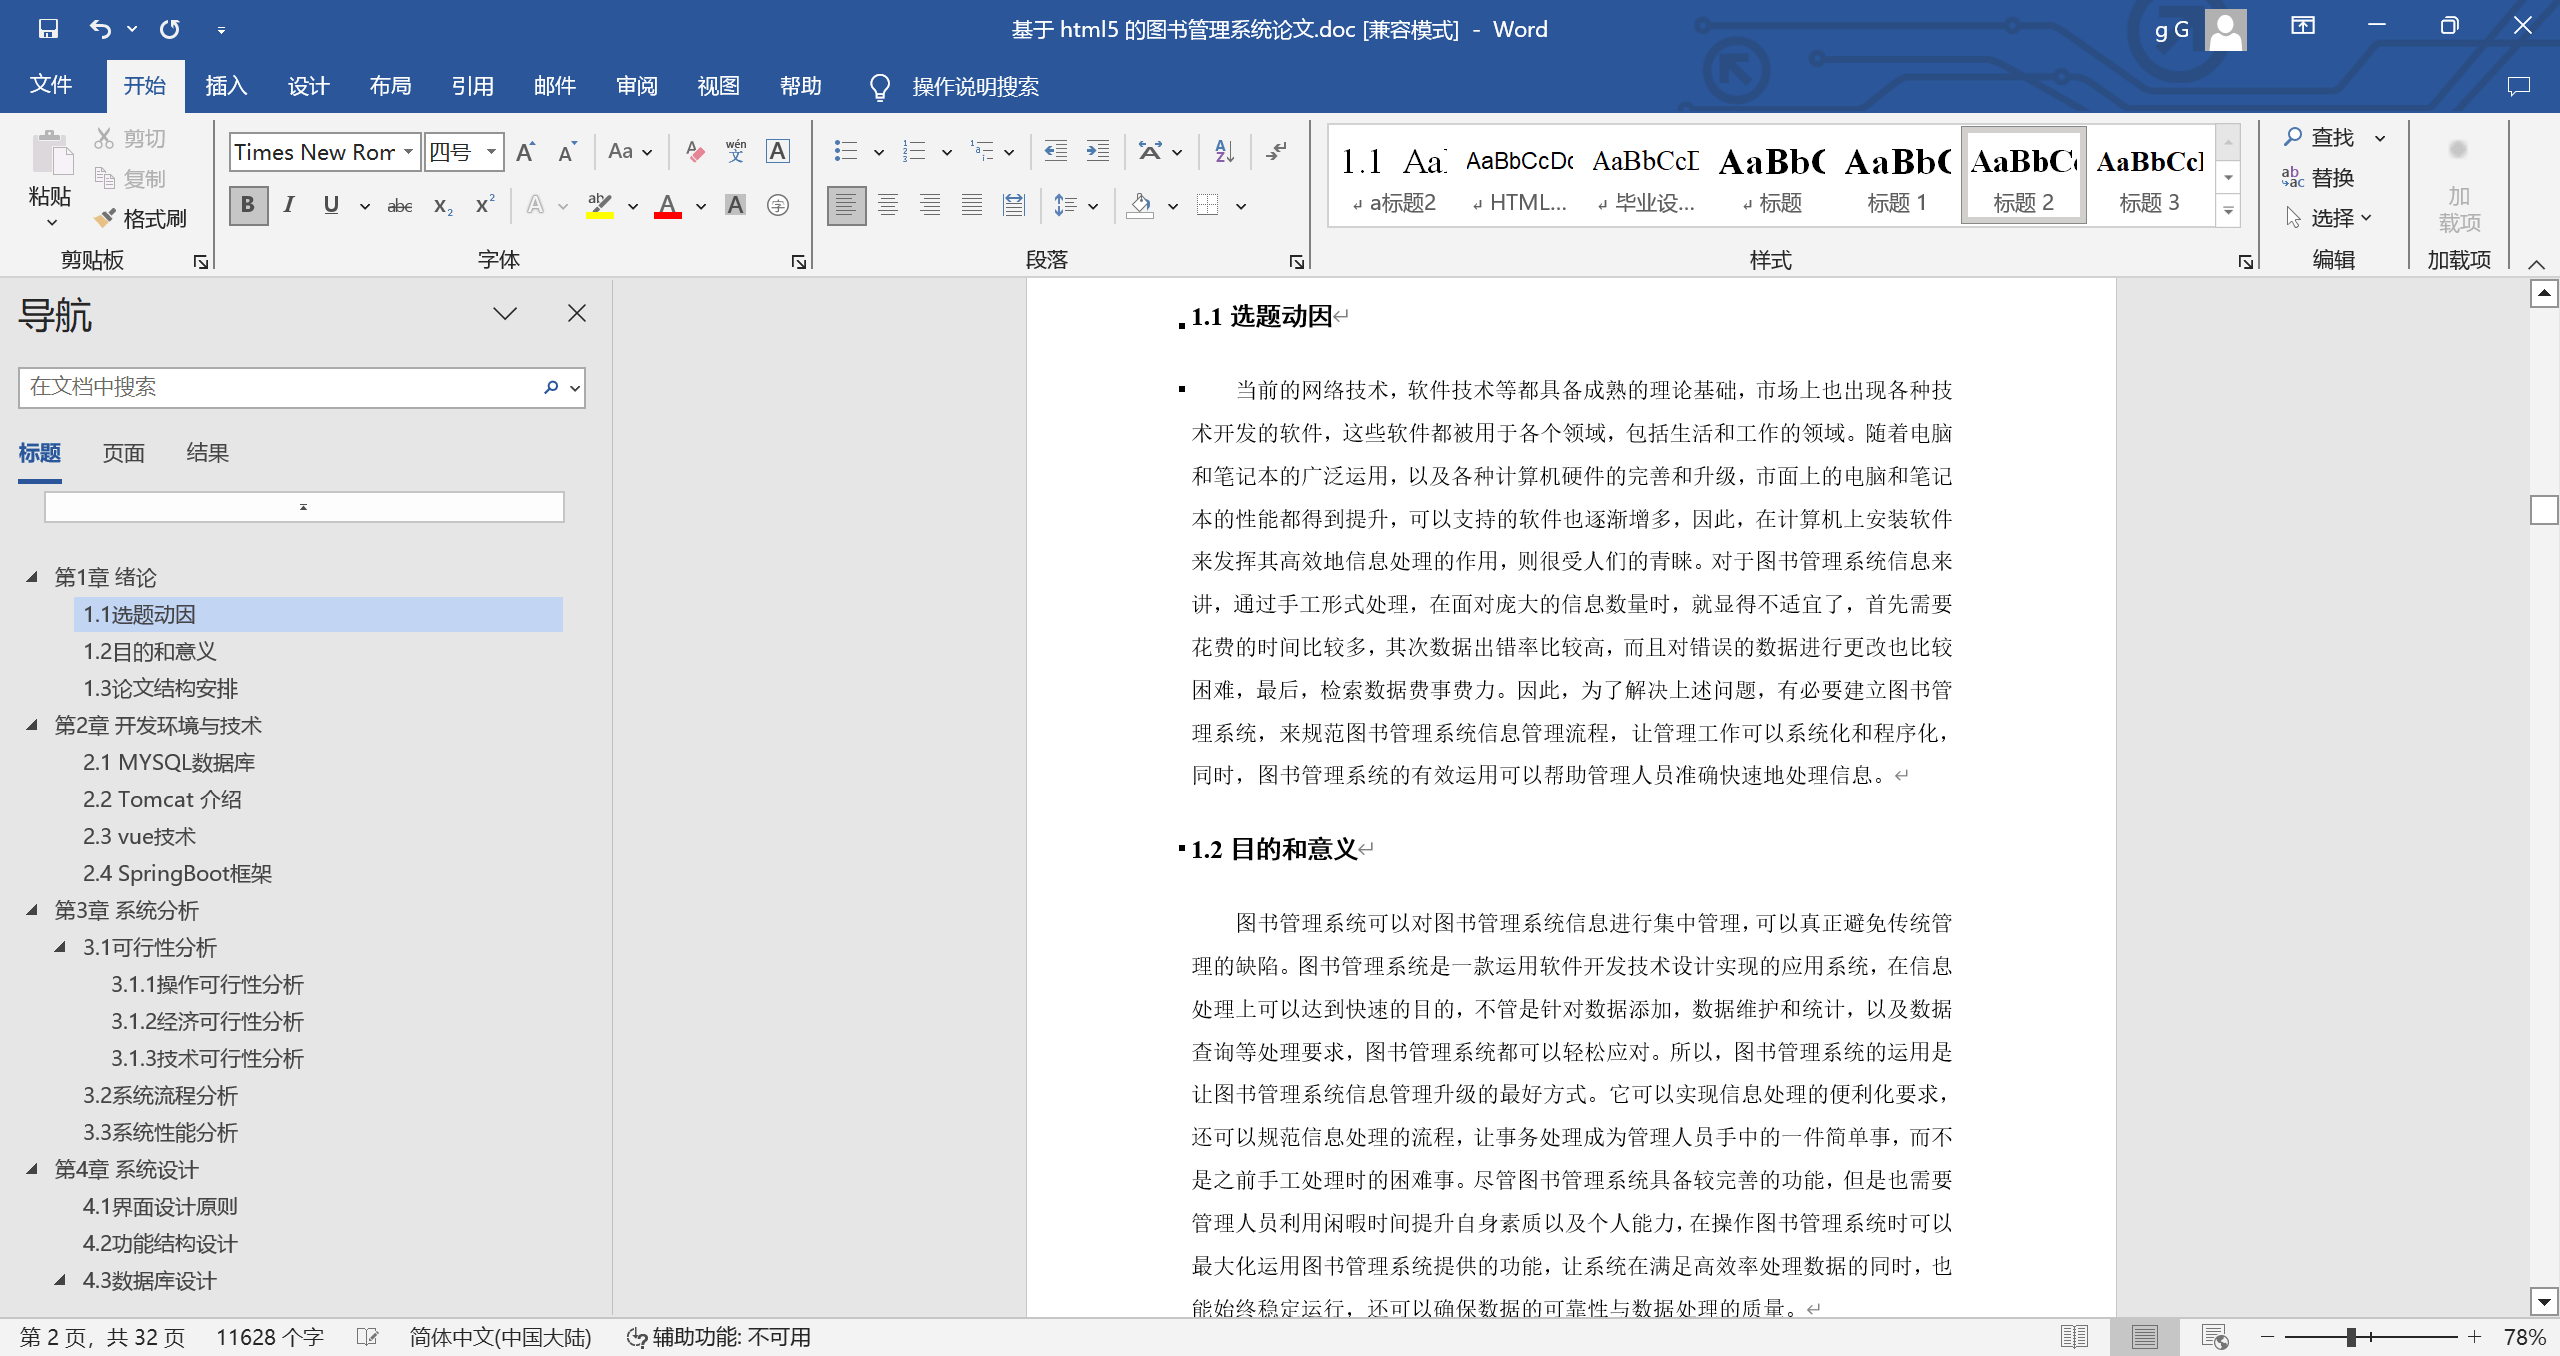 基于 html5 的图书管理系统论文.doc [兼容模式] - Word
g G
文件 开始 插入 设计 布局 引用 邮件 审阅 视图 帮助 操作说明搜索
粘贴
剪切
复制
格式刷
剪贴板
Times New Ror 四号
字体
段落
1.1 Aa
a标题2
AaBbCcDc
HTML...
AaBbCcD
毕业设...
AaBbC
标题
AaBbC
标题 1
AaBbCc
标题 2
AaBbCcI
标题 3
样式
查找
替换
选择
编辑
加载项
加载项
导航
在文档中搜索
标题 页面 结果
第1章 绪论
1.1选题动因
1.2目的和意义
1.3论文结构安排
第2章 开发环境与技术
2.1 MYSQL数据库
2.2 Tomcat 介绍
2.3 vue技术
2.4 SpringBoot框架
第3章 系统分析
3.1可行性分析
3.1.1操作可行性分析
3.1.2经济可行性分析
3.1.3技术可行性分析
3.2系统流程分析
3.3系统性能分析
第4章 系统设计
4.1界面设计原则
4.2功能结构设计
4.3数据库设计
1.1 选题动因
当前的网络技术，软件技术等都具备成熟的理论基础，市场上也出现各种技
术开发的软件，这些软件都被用于各个领域，包括生活和工作的领域。随着电脑
和笔记本的广泛运用，以及各种计算机硬件的完善和升级，市面上的电脑和笔记
本的性能都得到提升，可以支持的软件也逐渐增多，因此，在计算机上安装软件
来发挥其高效地信息处理的作用，则很受人们的青睐。对于图书管理系统信息来
讲，通过手工形式处理，在面对庞大的信息数量时，就显得不适宜了，首先需要
花费的时间比较多，其次数据出错率比较高，而且对错误的数据进行更改也比较
困难，最后，检索数据费事费力。因此，为了解决上述问题，有必要建立图书管
理系统，来规范图书管理系统信息管理流程，让管理工作可以系统化和程序化，
同时，图书管理系统的有效运用可以帮助管理人员准确快速地处理信息。
1.2 目的和意义
图书管理系统可以对图书管理系统信息进行集中管理，可以真正避免传统管
理的缺陷。图书管理系统是一款运用软件开发技术设计实现的应用系统，在信息
处理上可以达到快速的目的，不管是针对数据添加，数据维护和统计，以及数据
查询等处理要求，图书管理系统都可以轻松应对。所以，图书管理系统的运用是
让图书管理系统信息管理升级的最好方式。它可以实现信息处理的便利化要求，
还可以规范信息处理的流程，让事务处理成为管理人员手中的一件简单事，而不
是之前手工处理时的困难事。尽管图书管理系统具备较完善的功能，但是也需要
管理人员利用闲暇时间提升自身素质以及个人能力，在操作图书管理系统时可以
最大化运用图书管理系统提供的功能，让系统在满足高效率处理数据的同时，也
能始终稳定运行，还可以确保数据的可靠性与数据处理的质量。
第 2 页，共 32 页 11628 个字 简体中文(中国大陆) 辅助功能: 不可用 78%